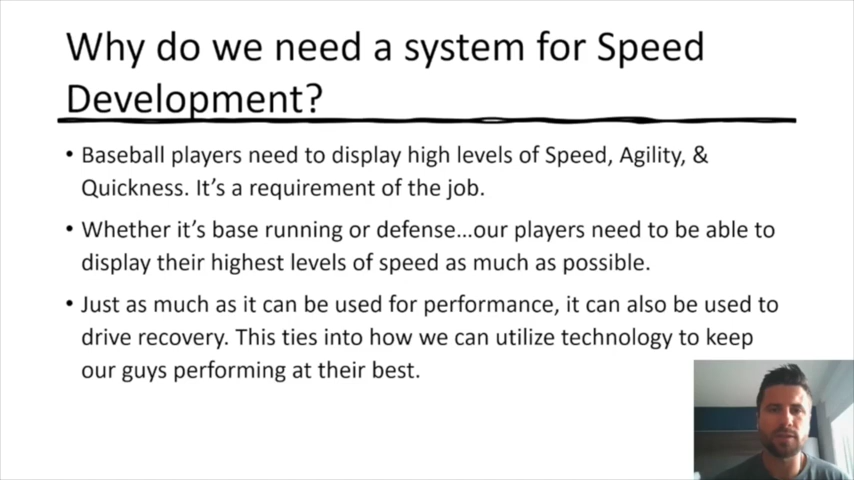 Why do we need a system for Speed
Development?
• Baseball players need to display high levels of Speed, Agility, &
Quickness. It’s a requirement of the job.
• Whether it’s base running or defense…our players need to be able to
display their highest levels of speed as much as possible.
• Just as much as it can be used for performance, it can also be used to
drive recovery. This ties into how we can utilize technology to keep
our guys performing at their best.